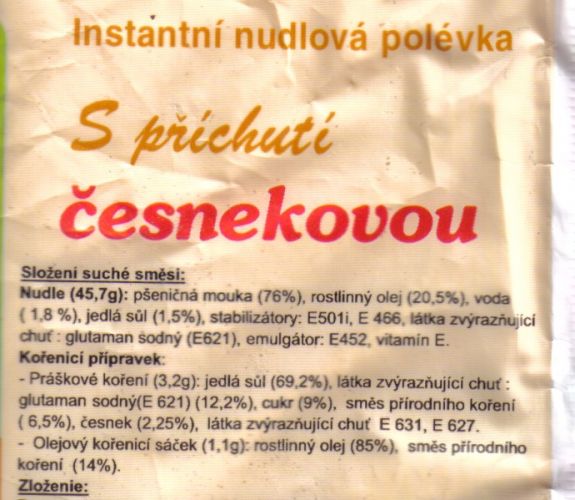 Instantní nudlová polévka
S příchutí
česnekovou
Složení suché směsi:
Nudle (45,7g): pšeničná mouka (76%), rostlinný olej (20,5%), voda
( 1,8 %), jedlá sůl (1,5%), stabilizátory: E501i, E 466, látka zvýrazňující
chuť : glutaman sodný (E621), emulgátor: E452, vitamín E.
Kořenicí přípravek:
- Práškové koření (3,2g): jedlá sůl (69,2%), látka zvýrazňující chuť :
glutaman sodný(E 621) (12,2%), cukr (9%), směs přírodního koření
( 6,5%), česnek (2,25%), látka zvýrazňující chuť E 631, E 627.
- Olejový kořenicí sáček (1,1g): rostlinný olej (85%), směs přírodního
koření (14%).
Zloženie: